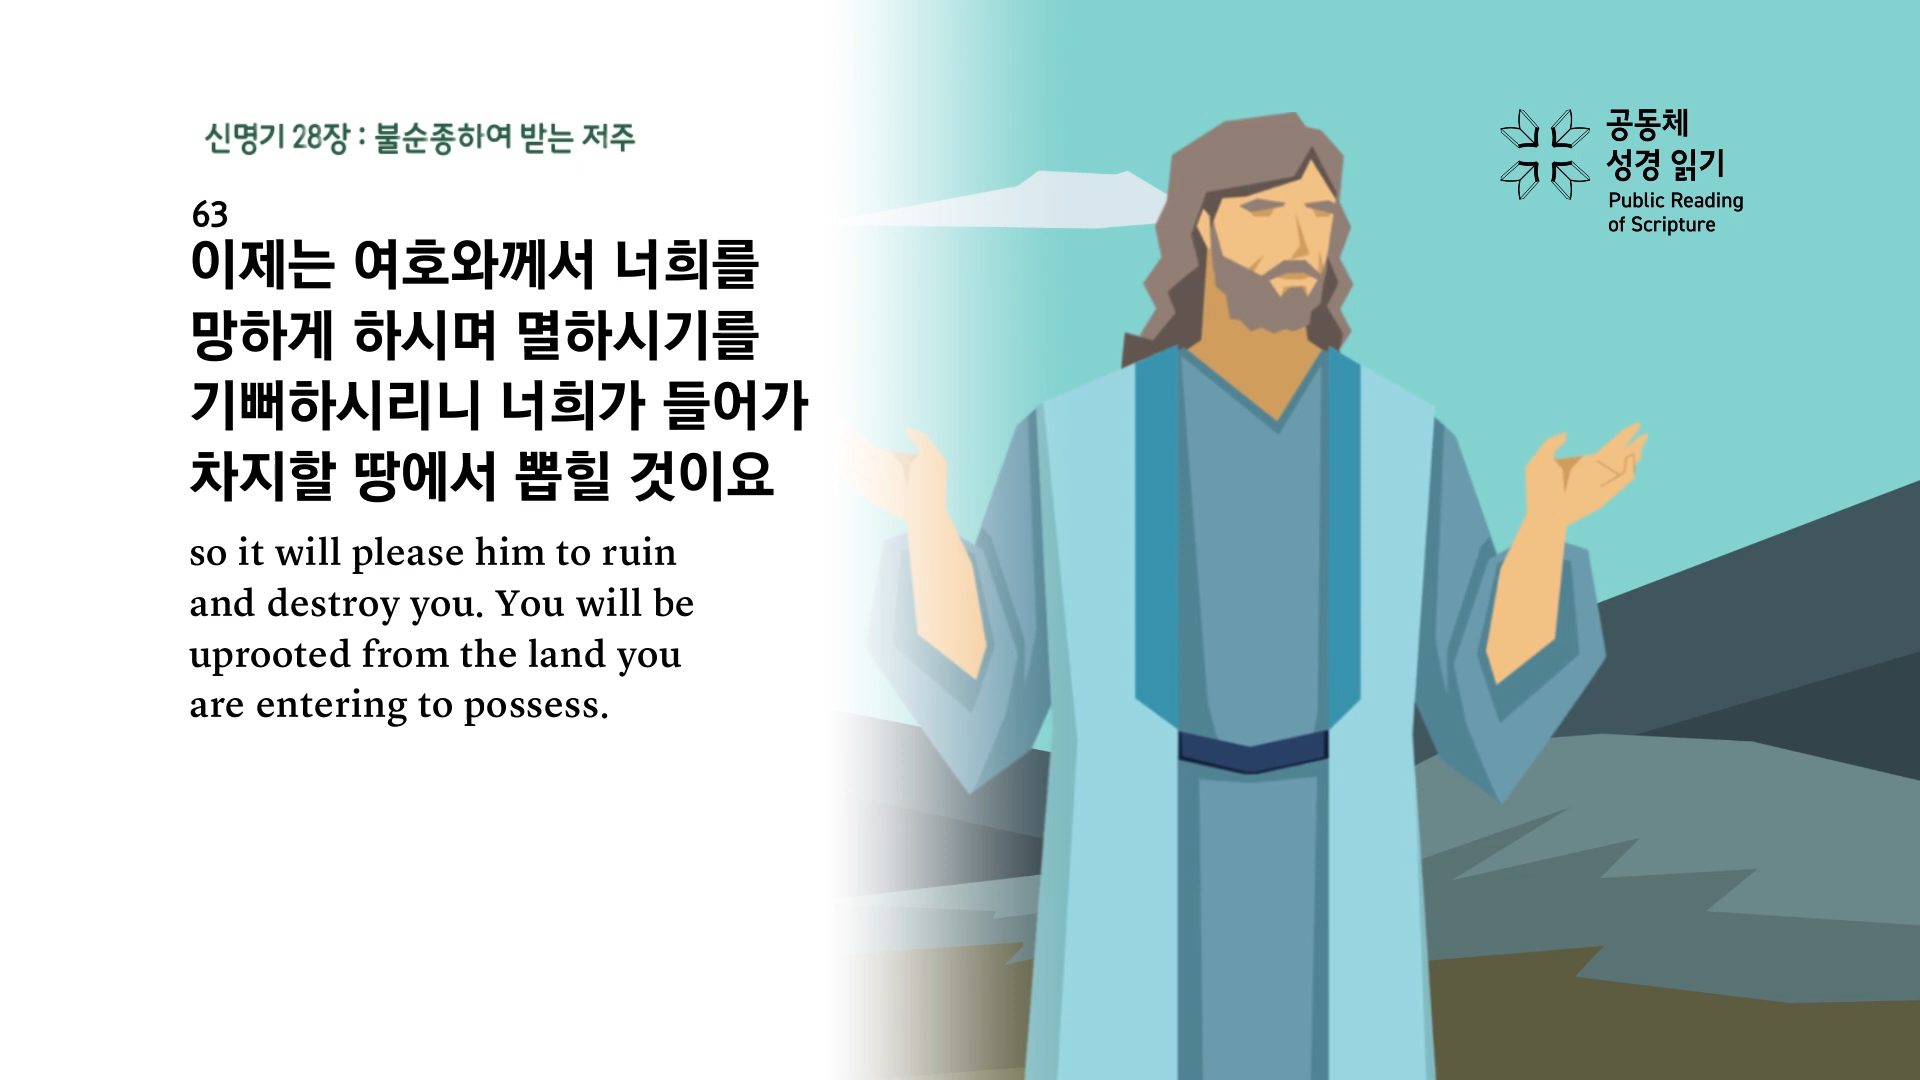 신명기 28장 : 불순종하여 받는 저주
63
이제는 여호와께서 너희를
망하게 하시며 멸하시기를
기뻐하시리니 너희가 들어가
차지할 땅에서 뽑힐 것이요
so it will please him to ruin
and destroy you. You will be
uprooted from the land you
are entering to possess.
공동체
성경 읽기
Public Reading
of Scripture